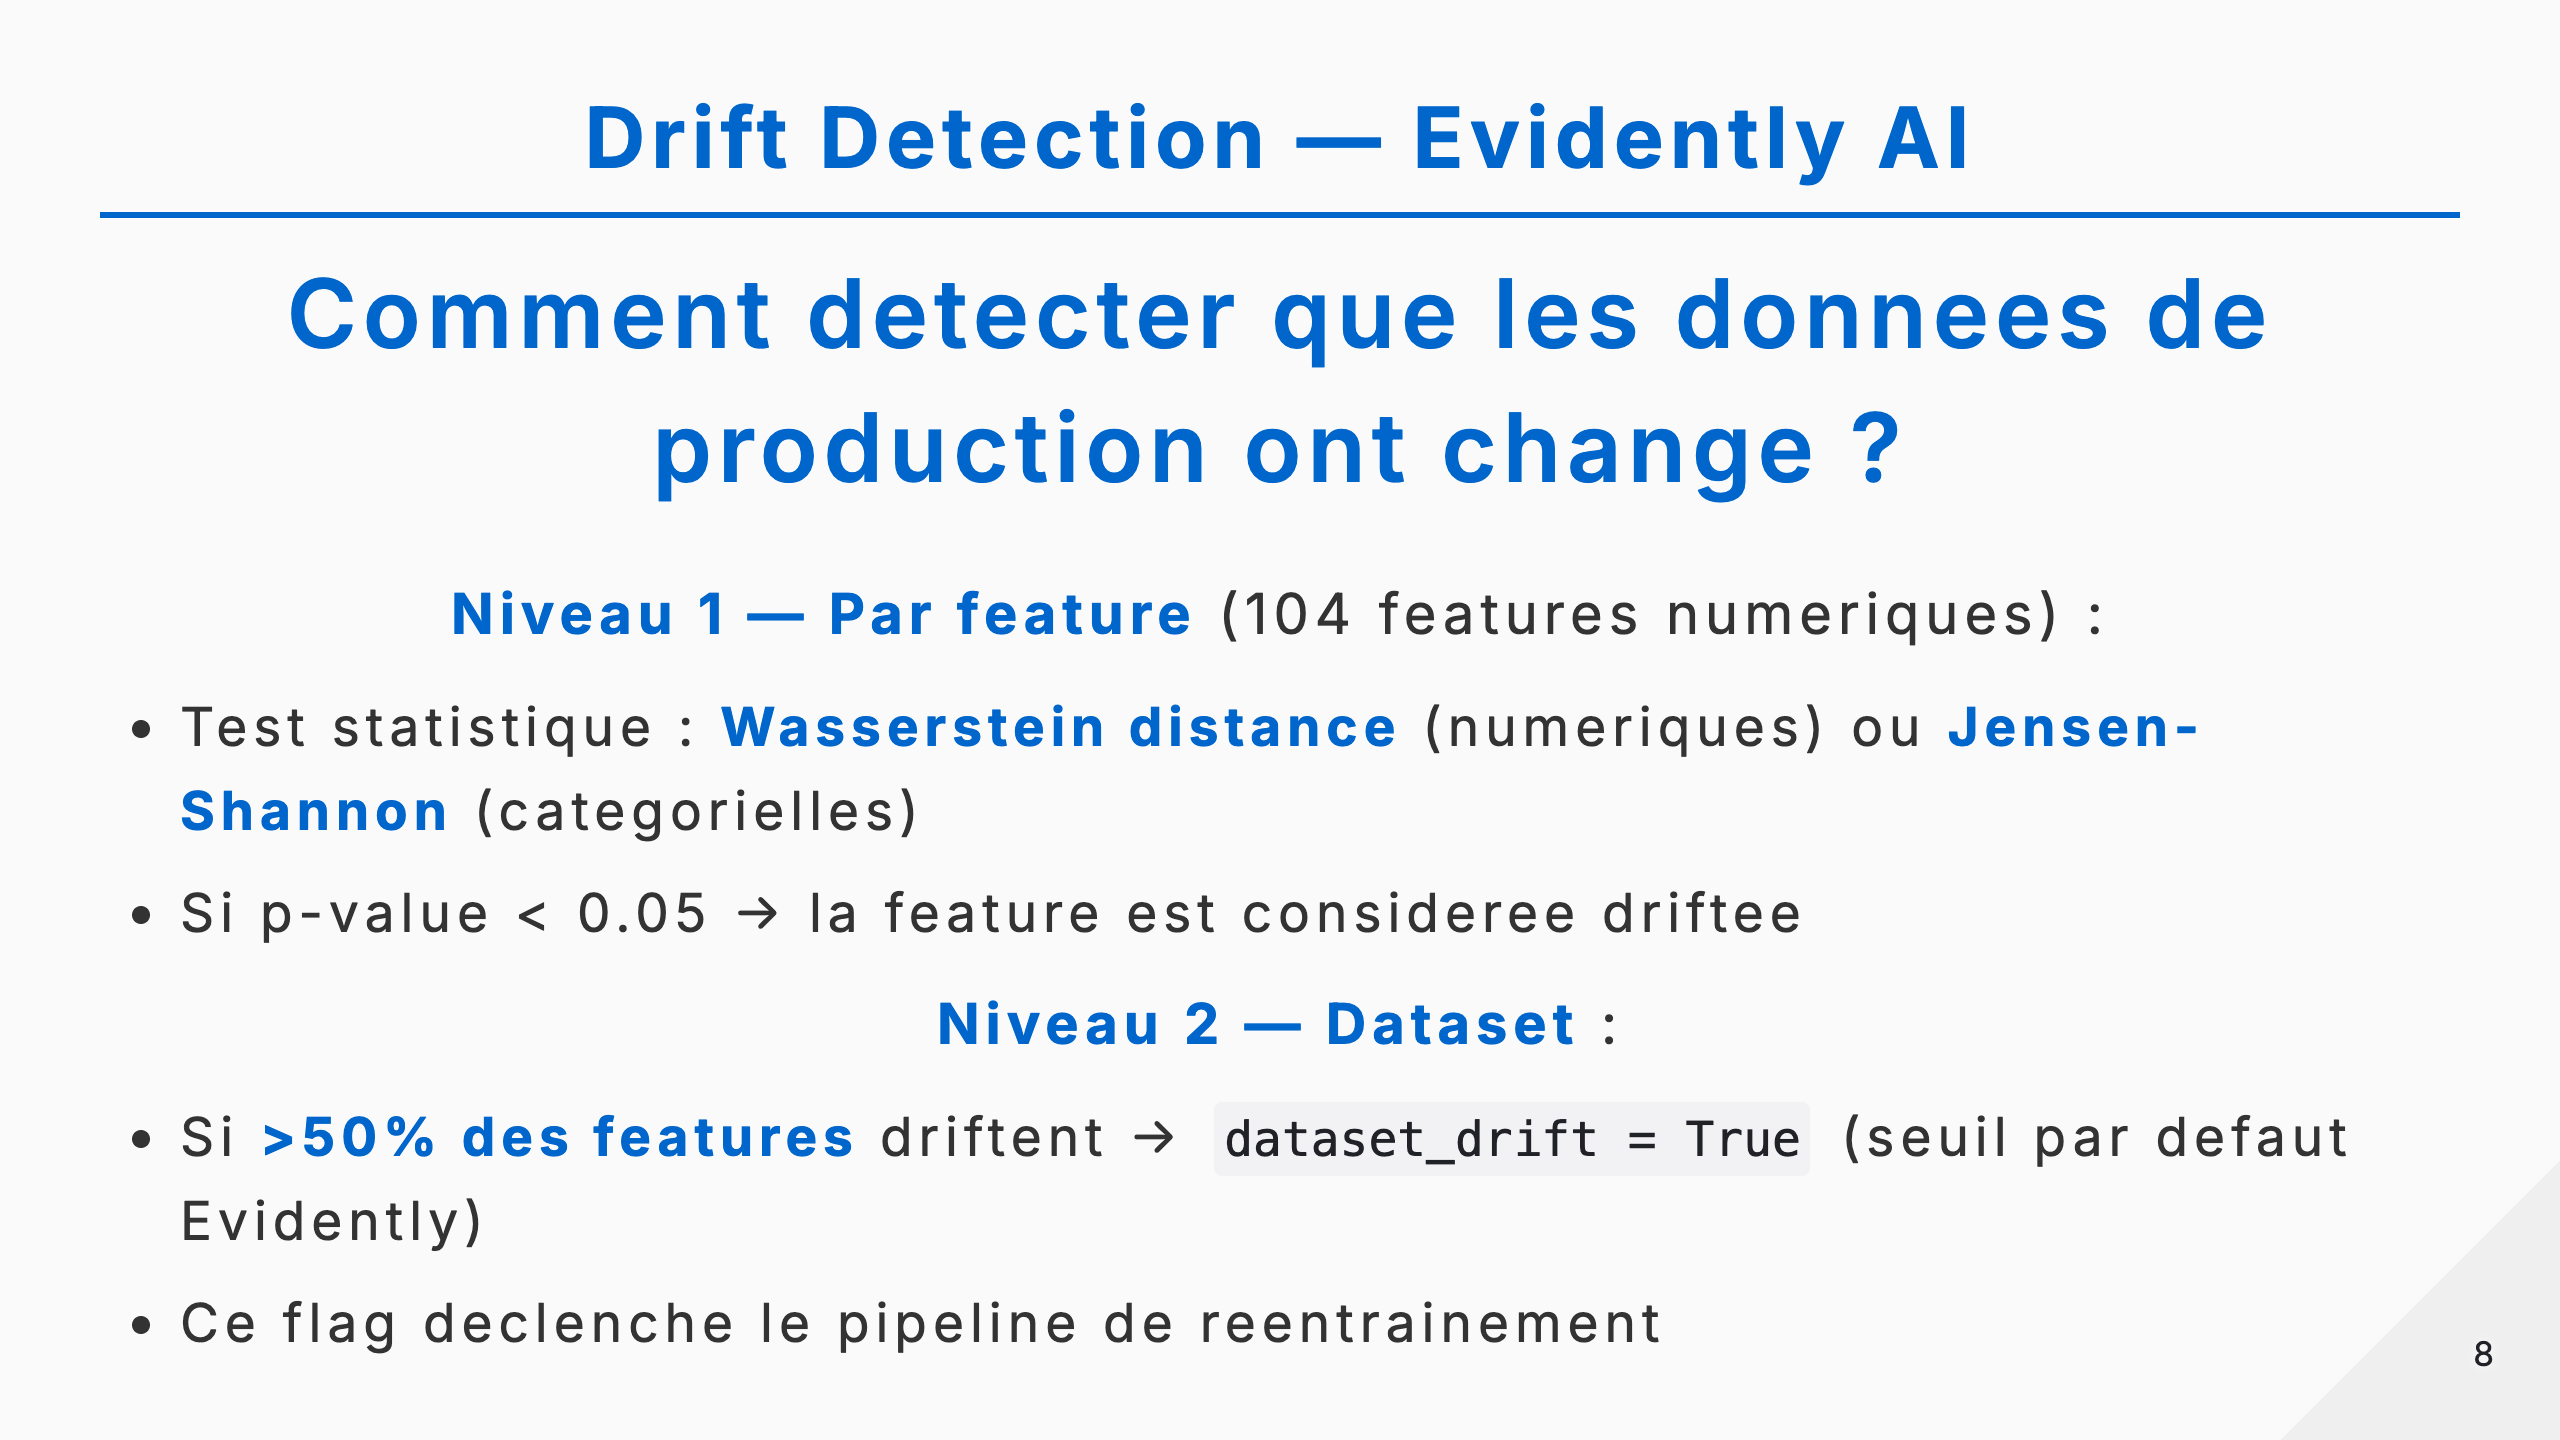 Drift Detection — Evidently AI
Comment detecter que les donnees de
production ont change ?
Niveau 1 — Par feature (104 features numeriques) :
• Test statistique : Wasserstein distance (numeriques) ou Jensen-
Shannon (categorielles)
• Si p-value < 0.05 → la feature est consideree driftee
Niveau 2 — Dataset :
• Si >50% des features driftent → dataset_drift = True (seuil par defaut
Evidently)
• Ce flag declenche le pipeline de reentrainement
8